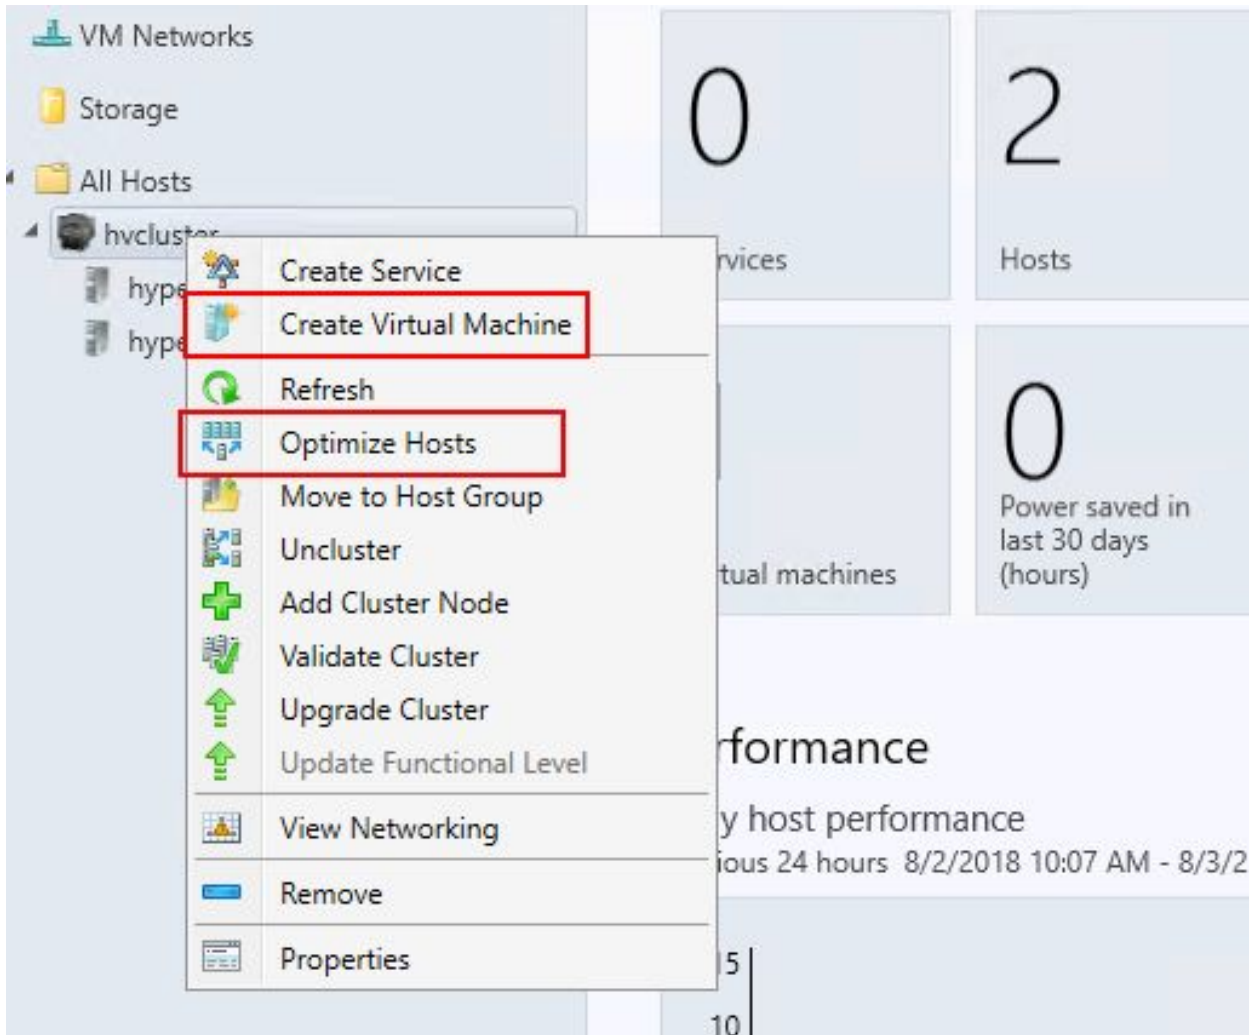 VM Networks
Storage
All Hosts
hvcluster
hype
hype
Create Service
Create Virtual Machine
Refresh
Optimize Hosts
Move to Host Group
Uncluster
Add Cluster Node
Validate Cluster
Upgrade Cluster
Update Functional Level
View Networking
Remove
Properties
0
rvices
2
Hosts
tual machines
0
Power saved in
last 30 days
(hours)
rformance
y host performance
ious 24 hours 8/2/2018 10:07 AM - 8/3/2
15
10